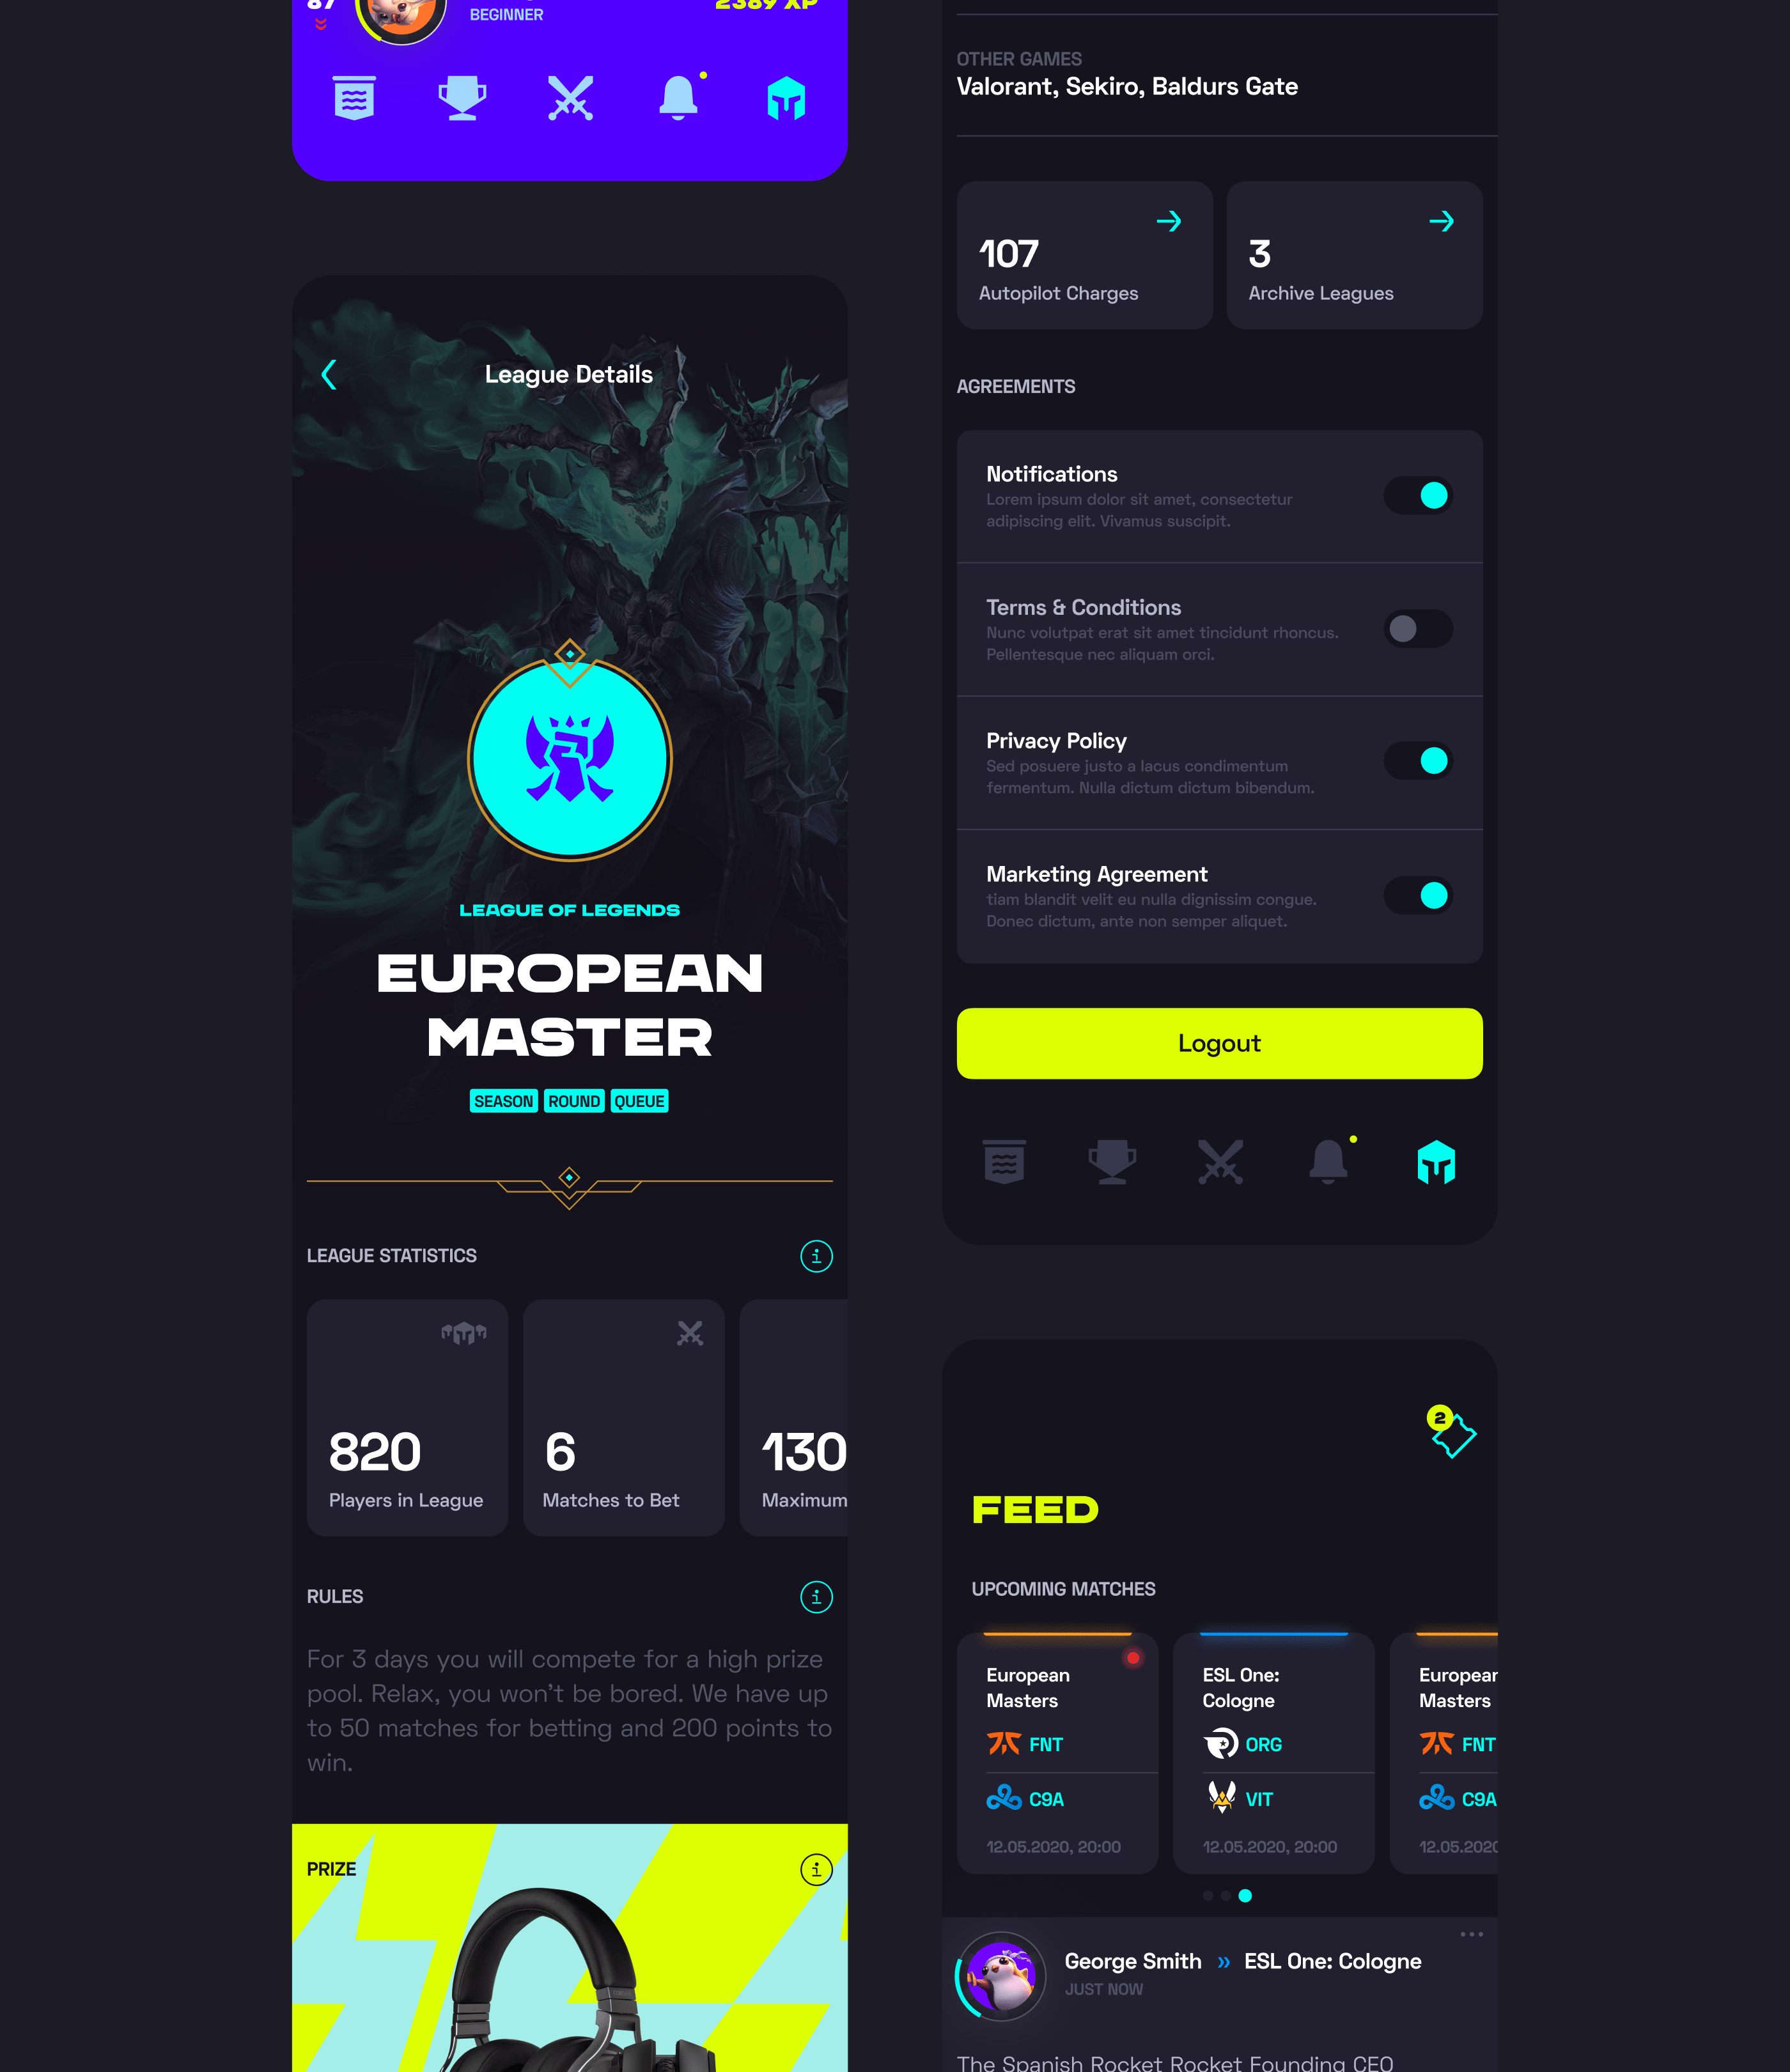 87
BEGINNER
2389 XP
League Details
LEAGUE OF LEGENDS
EUROPEAN
MASTER
SEASON ROUND QUEUE
LEAGUE STATISTICS
820
Players in League
6
Matches to Bet
130
Maximum
RULES
For 3 days you will compete for a high prize
pool. Relax, you won't be bored. We have up
to 50 matches for betting and 200 points to
win.
PRIZE
OTHER GAMES
Valorant, Sekiro, Baldurs Gate
107
Autopilot Charges
3
Archive Leagues
AGREEMENTS
Notifications
Lorem ipsum dolor sit amet, consectetur
adipiscing elit. Vivamus suscipit.
Terms & Conditions
Nunc volutpat erat sit amet tincidunt rhoncus.
Pellentesque nec aliquam orci.
Privacy Policy
Sed posuere justo a lacus condimentum
fermentum. Nulla dictum dictum bibendum.
Marketing Agreement
tiam blandit velit eu nulla dignissim congue.
Donec dictum, ante non semper aliquet.
Logout
2
FEED
UPCOMING MATCHES
European
Masters
FNT
C9A
12.05.2020, 20:00
ESL One:
Cologne
ORG
VIT
12.05.2020, 20:00
European
Masters
FNT
C9A
12.05.2020
George Smith » ESL One: Cologne
JUST NOW
The Spanish Rocket Rocket Founding CEO